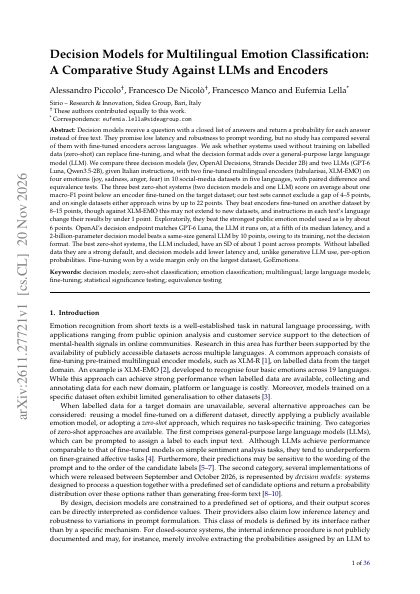 Decision Models for Multilingual Emotion Classification:
A Comparative Study Against LLMs and Encoders
Alessandro Piccolo†, Francesco De Nicolò†, Francesco Manco and Eufemia Lella*
Sirio – Research & Innovation, Sidea Group, Bari, Italy
† These authors contributed equally to this work.
* Correspondence: eufemia.lella@sideagroup.com
Abstract: Decision models receive a question with a closed list of answers and return a probability for each answer
instead of free text. They promise low latency and robustness to prompt wording, but no study has compared several
of them with fine-tuned encoders across languages. We ask whether systems used without training on labelled
data (zero-shot) can replace fine-tuning, and what the decision format adds over a general-purpose large language
model (LLM). We compare three decision models (Jev, OpenAI Decisions, Strands Decider 2B) and two LLMs (GPT-6
Luna, Qwen3.5-2B), given Italian instructions, with two fine-tuned multilingual encoders (tabularisai, XLM-EMO) on
four emotions (joy, sadness, anger, fear) in 10 social-media datasets in five languages, with paired difference and
equivalence tests. The three best zero-shot systems (two decision models and one LLM) score on average about one
macro-F1 point below an encoder fine-tuned on the target dataset; our test sets cannot exclude a gap of 4–5 points,
and on single datasets either approach wins by up to 22 points. They beat encoders fine-tuned on another dataset by
8–13 points, though against XLM-EMO this may not extend to new datasets, and instructions in each text's language
change their results by under 1 point. Exploratorily, they beat the strongest public emotion model used as is by about
6 points. OpenAI's decision endpoint matches GPT-6 Luna, the LLM it runs on, at a fifth of its median latency, and a
2-billion-parameter decision model beats a same-size general LLM by 10 points, owing to its training, not the decision
format. The best zero-shot systems, the LLM included, have an SD of about 1 point across prompts. Without labelled
data they are a strong default, and decision models add lower latency and, unlike generative LLM use, per-option
probabilities. Fine-tuning won by a wide margin only on the largest dataset, GoEmotions.
Keywords: decision models; zero-shot classification; emotion classification; multilingual; large language models;
fine-tuning; statistical significance testing; equivalence testing
1. Introduction
Emotion recognition from short texts is a well-established task in natural language processing, with
applications ranging from public opinion analysis and customer service support to the detection of
mental-health signals in online communities. Research in this area has further been supported by the
availability of publicly accessible datasets across multiple languages. A common approach consists of
fine-tuning pre-trained multilingual encoder models, such as XLM-R [1], on labelled data from the target
domain. An example is XLM-EMO [2], developed to recognise four basic emotions across 19 languages.
While this approach can achieve strong performance when labelled data are available, collecting and
annotating data for each new domain, platform or language is costly. Moreover, models trained on a
specific dataset often exhibit limited generalisation to other datasets [3].
When labelled data for a target domain are unavailable, several alternative approaches can be
considered: reusing a model fine-tuned on a different dataset, directly applying a publicly available
emotion model, or adopting a zero-shot approach, which requires no task-specific training. Two categories
of zero-shot approaches are available. The first comprises general-purpose large language models (LLMs),
which can be prompted to assign a label to each input text. Although LLMs achieve performance
comparable to that of fine-tuned models on simple sentiment analysis tasks, they tend to underperform
on fine-grained affective tasks [4]. Furthermore, their predictions may be sensitive to the wording of the
prompt and to the order of the candidate labels [5–7]. The second category, several implementations of
which were released between September and October 2026, is represented by decision models: systems
designed to process a question together with a predefined set of candidate options and return a probability
distribution over these options rather than generating free-form text [8–10].
By design, decision models are constrained to a predefined set of options, and their output scores
can be directly interpreted as confidence values. Their providers also claim low inference latency and
robustness to variations in prompt formulation. This class of models is defined by its interface rather
than by a specific mechanism. For closed-source systems, the internal inference procedure is not publicly
documented and may, for instance, merely involve extracting the probabilities assigned by an LLM to
1 of 36
arXiv:2611.27721v1 [cs.CL] 20 Nov 2026